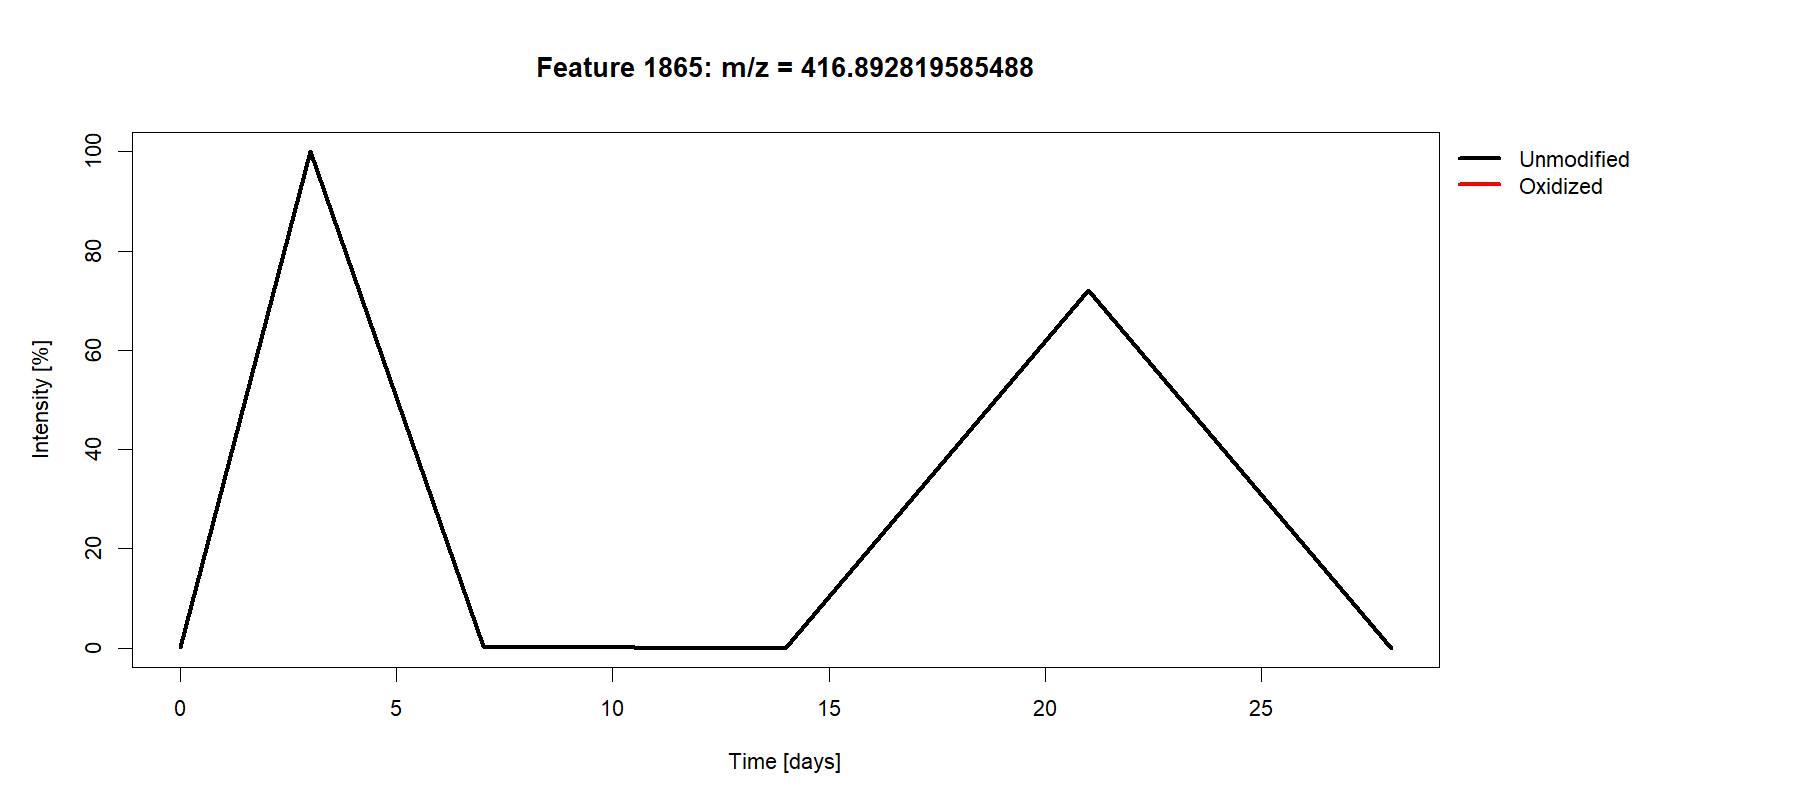 Feature 1865: m/z = 416.892819585488
Unmodified
Oxidized
Intensity [%]
100
80
60
40
20
0
0 5 10 15 20 25
Time [days]